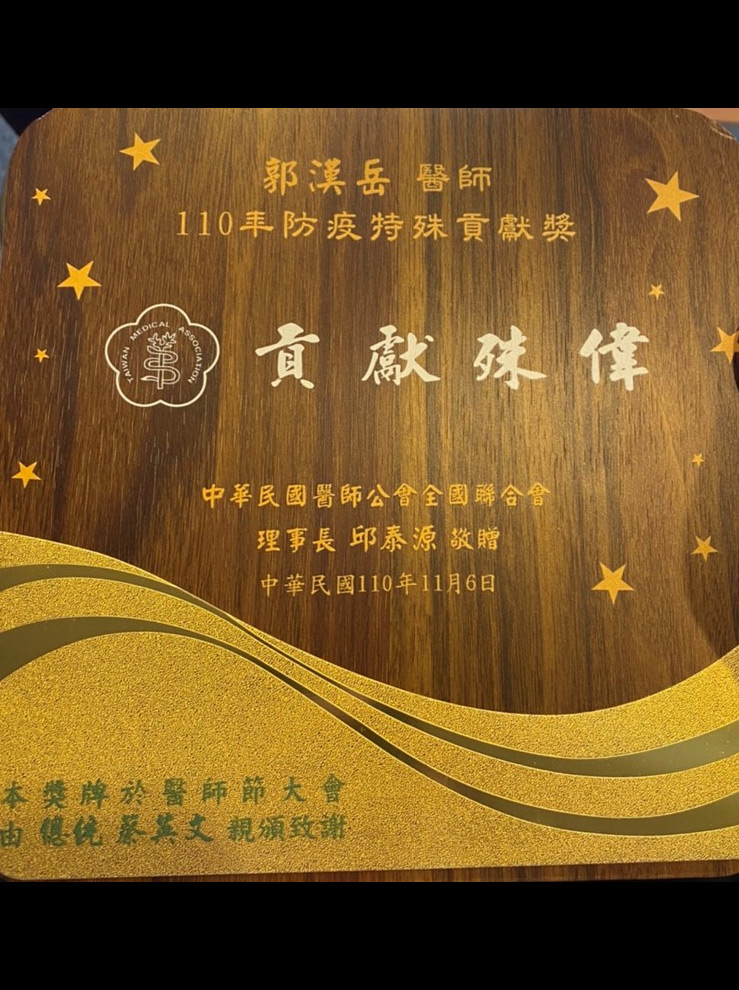 郭漢岳 醫師
110年防疫特殊貢獻獎
TAIWAN MEDICAL ASSOCIATION
貢獻殊偉
中華民國醫師公會全國聯合會
理事長 邱泰源 敬贈
中華民國110年11月6日
本獎牌於醫師節大會
由 總統 蔡英文 親頒致謝